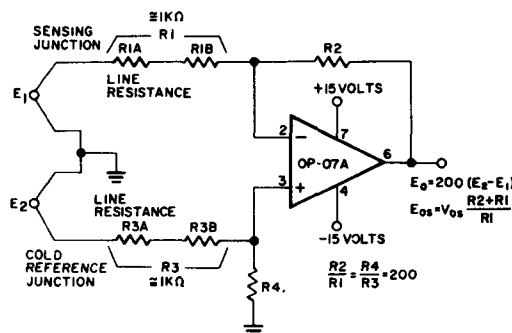 ≅1KΩ
SENSING JUNCTION
R1
R1A
R1B
R2
LINE RESISTANCE
+15 VOLTS
E1
2
7
−
OP-07A
6
3
+
4
E0=200 (E2−E1)
E0S=V0S R2+R1/R1
E2
LINE RESISTANCE
−15 VOLTS
R3A
R3B
COLD REFERENCE JUNCTION
R3
≅1KΩ
R4.
R2/R1=R4/R3=200